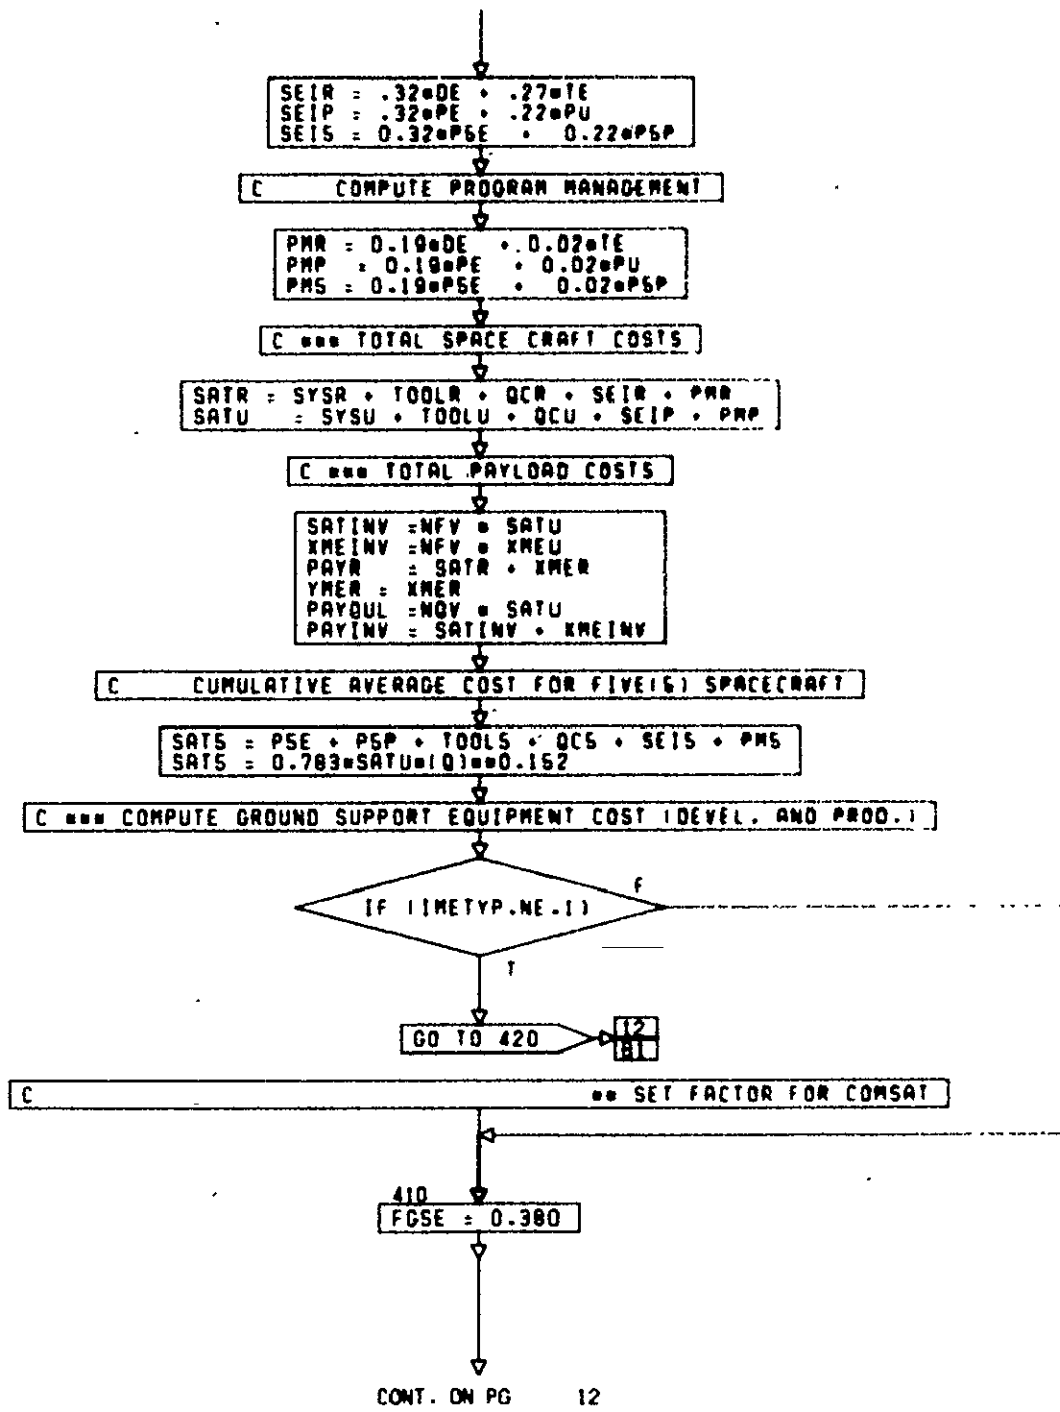 SEIR = .32*DE + .27*TE
SEIP = .32*PE + .22*PU
SEIS = 0.32*PSE + 0.22*PSP
C COMPUTE PROGRAM MANAGEMENT
PMR = 0.19*DE + 0.02*TE
PMP = 0.19*PE + 0.02*PU
PMS = 0.19*PSE + 0.02*PSP
C *** TOTAL SPACE CRAFT COSTS
SATR = SYSR + TOOLR + QCR + SEIR + PMR
SATU = SYSU + TOOLU + QCU + SEIP + PMP
C *** TOTAL PAYLOAD COSTS
SATINV =NFV * SATU
XMEINV =NFV * XMEU
PAYR = SATR + XMER
YMER = XMER
PAYQUL =NQV * SATU
PAYINV = SATINV + XMEINV
C CUMULATIVE AVERAGE COST FOR FIVE(5) SPACECRAFT
SATS = PSE + PSP + TOOLS + QCS + SEIS + PMS
SATS = 0.783*SATU*(Q)**0.152
C *** COMPUTE GROUND SUPPORT EQUIPMENT COST (DEVEL. AND PROD.)
IF (IMETYP.NE.1)
F
T
GO TO 420
12
B1
C ** SET FACTOR FOR COMSAT
410
FGSE = 0.380
CONT. ON PG 12